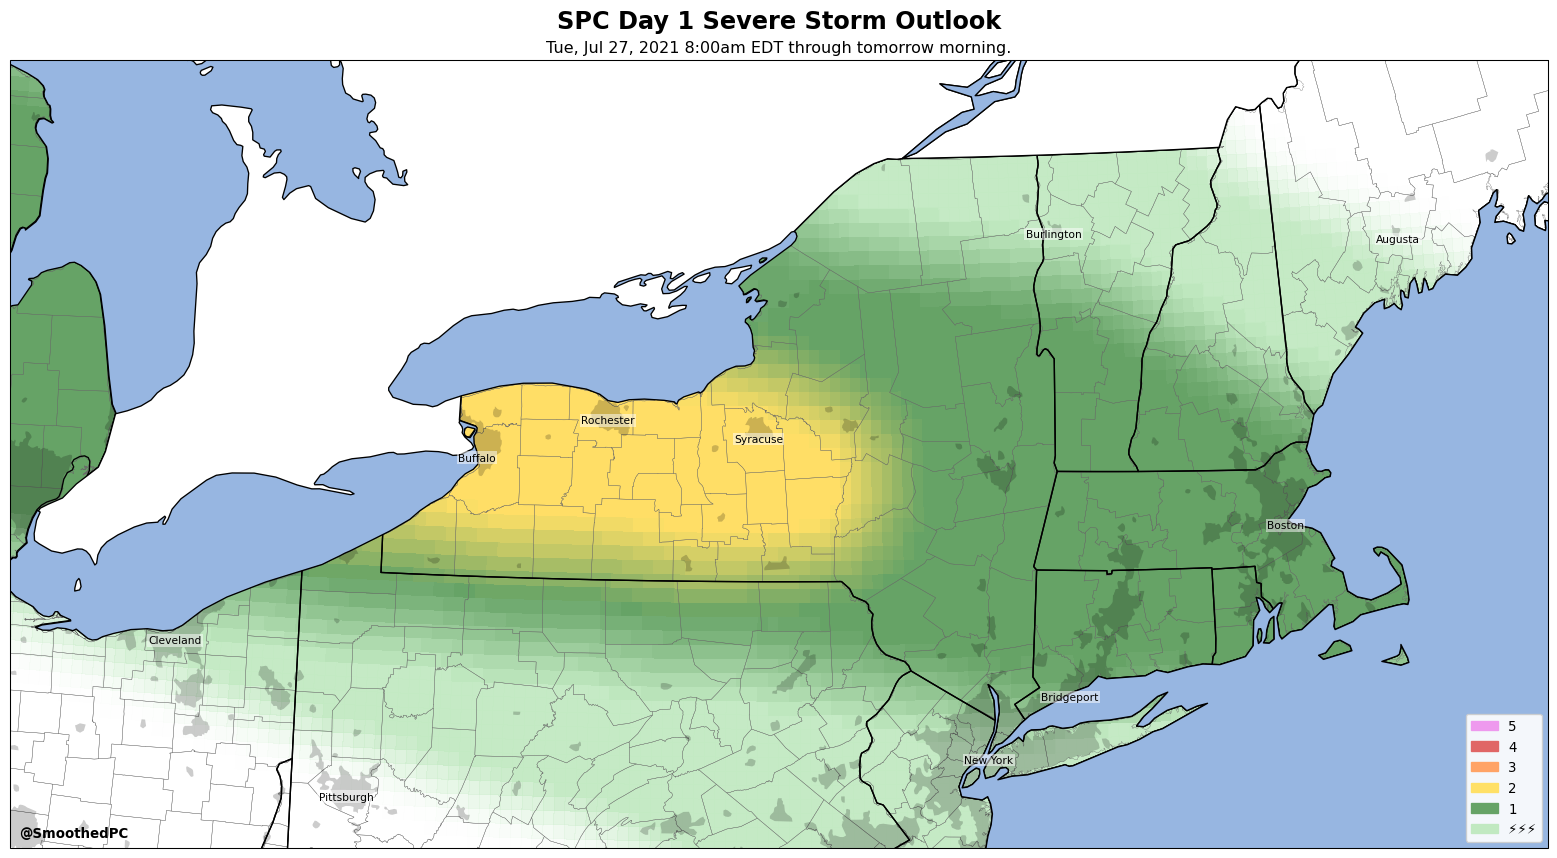 SPC Day 1 Severe Storm Outlook
Tue, Jul 27, 2021 8:00am EDT through tomorrow morning.
Burlington
Augusta
Rochester
Syracuse
Buffalo
Boston
Cleveland
Bridgeport
New York
Pittsburgh
5
4
3
2
1
⚡⚡⚡
@SmoothedPC